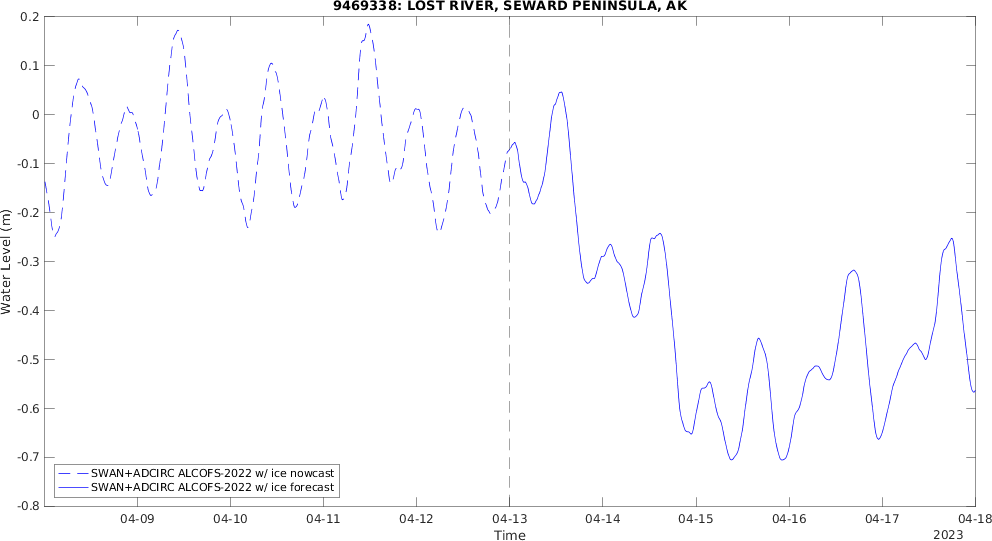 9469338: LOST RIVER, SEWARD PENINSULA, AK
0.2
0.1
0
-0.1
-0.2
-0.3
-0.4
-0.5
-0.6
-0.7
-0.8
Water Level (m)
SWAN+ADCIRC ALCOFS-2022 w/ ice nowcast
SWAN+ADCIRC ALCOFS-2022 w/ ice forecast
04-09 04-10 04-11 04-12 04-13 04-14 04-15 04-16 04-17 04-18
Time
2023